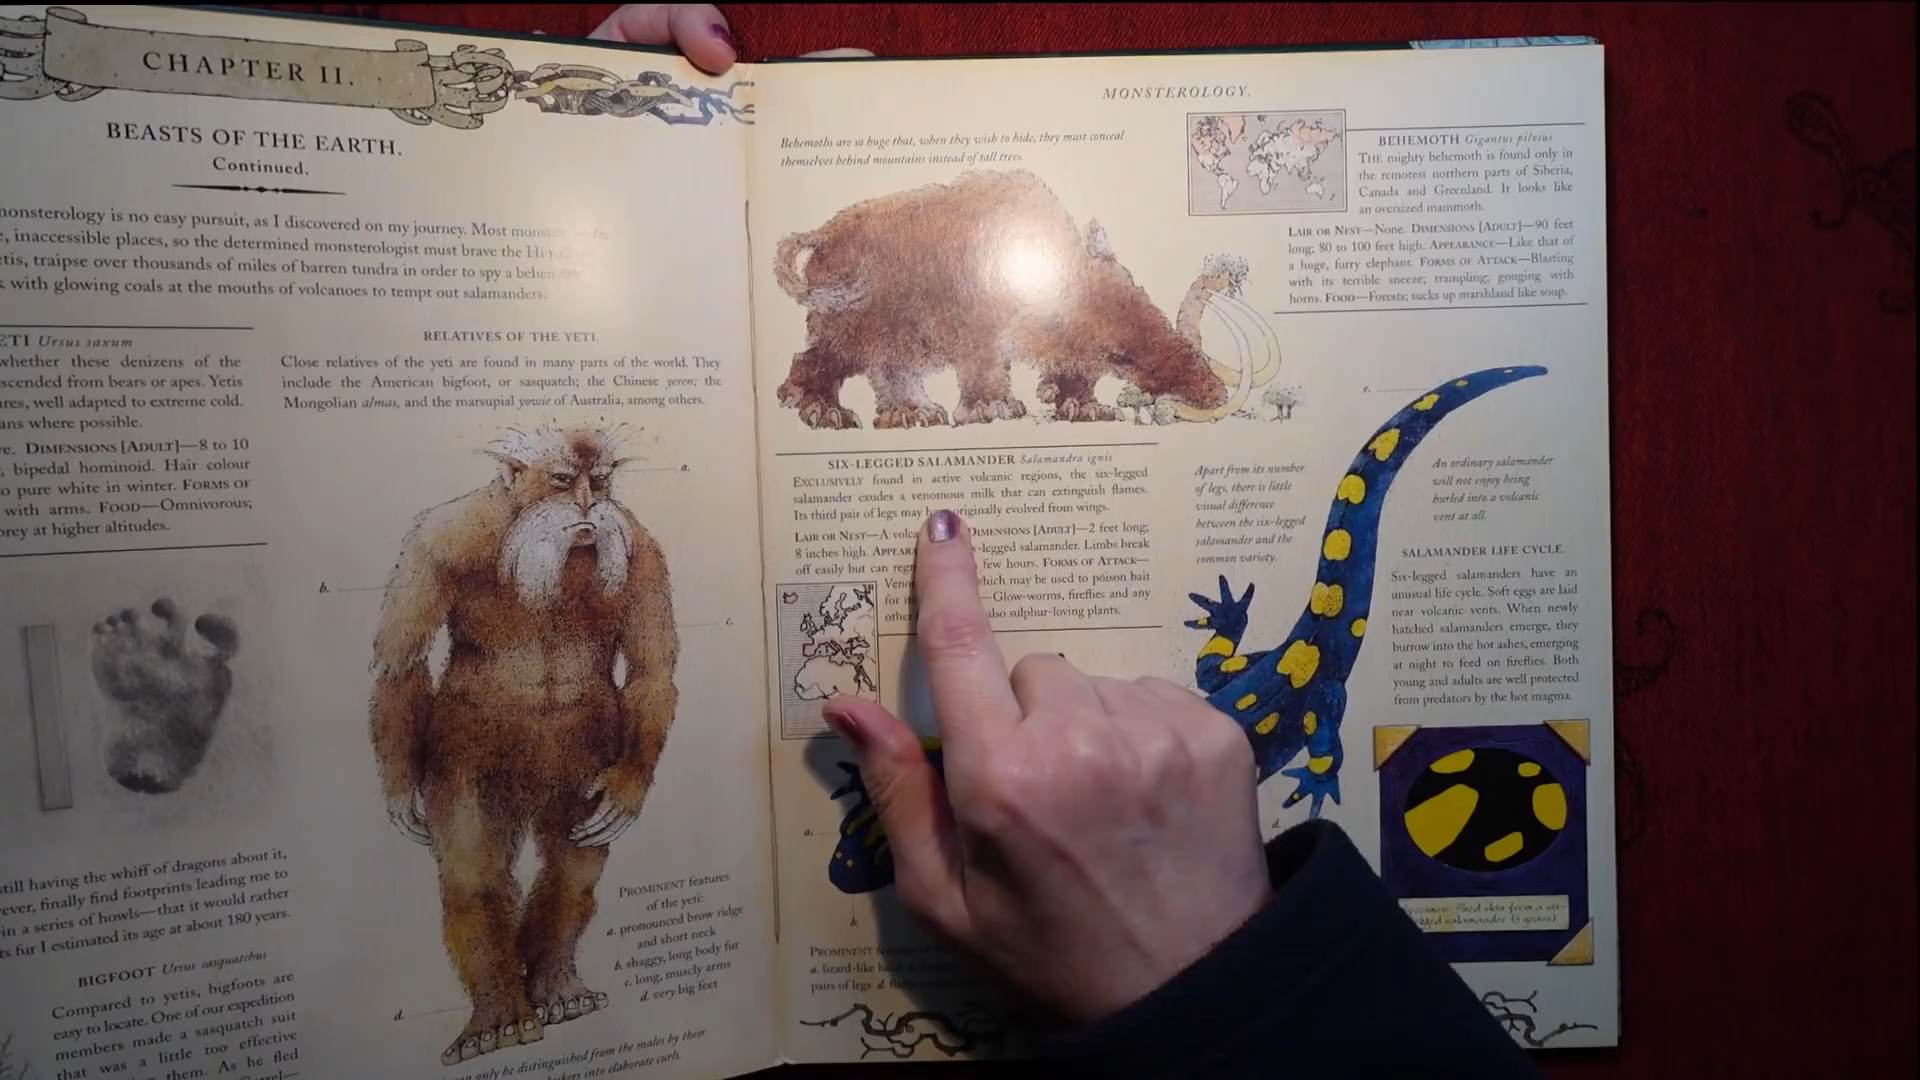 CHAPTER II.
BEASTS OF THE EARTH.
Continued.
monsterology is no easy pursuit, as I discovered on my journey. Most
inaccessible places, so the determined monsterologist must brave the
traipse over thousands of miles of barren tundra in order to spy a
with glowing coals at the mouths of volcanoes to tempt out salamanders.
Ursus saxum
whether these denizens of the
from bears or apes. Yetis
well adapted to extreme cold.
where possible.
DIMENSIONS [ADULT]—8 to 10
bipedal hominoid. Hair colour
pure white in winter. FORMS OF
with arms. FOOD—Omnivorous;
at higher altitudes.
RELATIVES OF THE YETI.
Close relatives of the yeti are found in many parts of the world. They
include the American bigfoot, or sasquatch; the Chinese yeren; the
Mongolian almas, and the marsupial yowie of Australia, among others.
a.
b.
c.
d.
still having the whiff of dragons about it,
finally find footprints leading me to
in a series of howls—that it would rather
fur I estimated its age at about 180 years.
BIGFOOT Ursus sasquatchus
Compared to yetis, bigfoots are
easy to locate. One of our expedition
members made a sasquatch suit
that was a little too effective
them. As he fled
PROMINENT features
of the yeti:
a. pronounced brow ridge
and short neck
b. shaggy, long body fur
c. long, muscly arms
d. very big feet
can only be distinguished from the males by their
into elaborate curls.
MONSTEROLOGY.
Behemoths are so huge that, when they wish to hide, they must conceal
themselves behind mountains instead of tall trees.
BEHEMOTH Gigantus pilosus
THE mighty behemoth is found only in
the remotest northern parts of Siberia,
Canada and Greenland. It looks like
an oversized mammoth.
LAIR OR NEST—None. DIMENSIONS [ADULT]—90 feet
long; 80 to 100 feet high. APPEARANCE—Like that of
a huge, furry elephant. FORMS OF ATTACK—Blasting
with its terrible sneeze; trampling; gouging with
horns. FOOD—Forests; sucks up marshland like soup.
SIX-LEGGED SALAMANDER Salamandra ignis
EXCLUSIVELY found in active volcanic regions, the six-legged
salamander exudes a venomous milk that can extinguish flames.
Its third pair of legs may originally evolved from wings.
LAIR OR NEST—A DIMENSIONS [ADULT]—2 feet long;
8 inches high. -legged salamander. Limbs break
off easily but can few hours. FORMS OF ATTACK—
which may be used to poison bait
for —Glow-worms, fireflies and any
other also sulphur-loving plants.
Apart from its number
of legs, there is little
visual difference
between the six-legged
salamander and the
common variety.
An ordinary salamander
will not enjoy being
hurled into a volcanic
vent at all.
SALAMANDER LIFE CYCLE.
Six-legged salamanders have an
unusual life cycle. Soft eggs are laid
near volcanic vents. When newly
hatched salamanders emerge, they
burrow into the hot ashes, emerging
at night to feed on fireflies. Both
young and adults are well protected
from predators by the hot magma.
a.
b.
d.
PROMINENT
a. lizard-like
pairs of legs d.
Specimen: Shed skin from a six-
legged salamander (3 years)